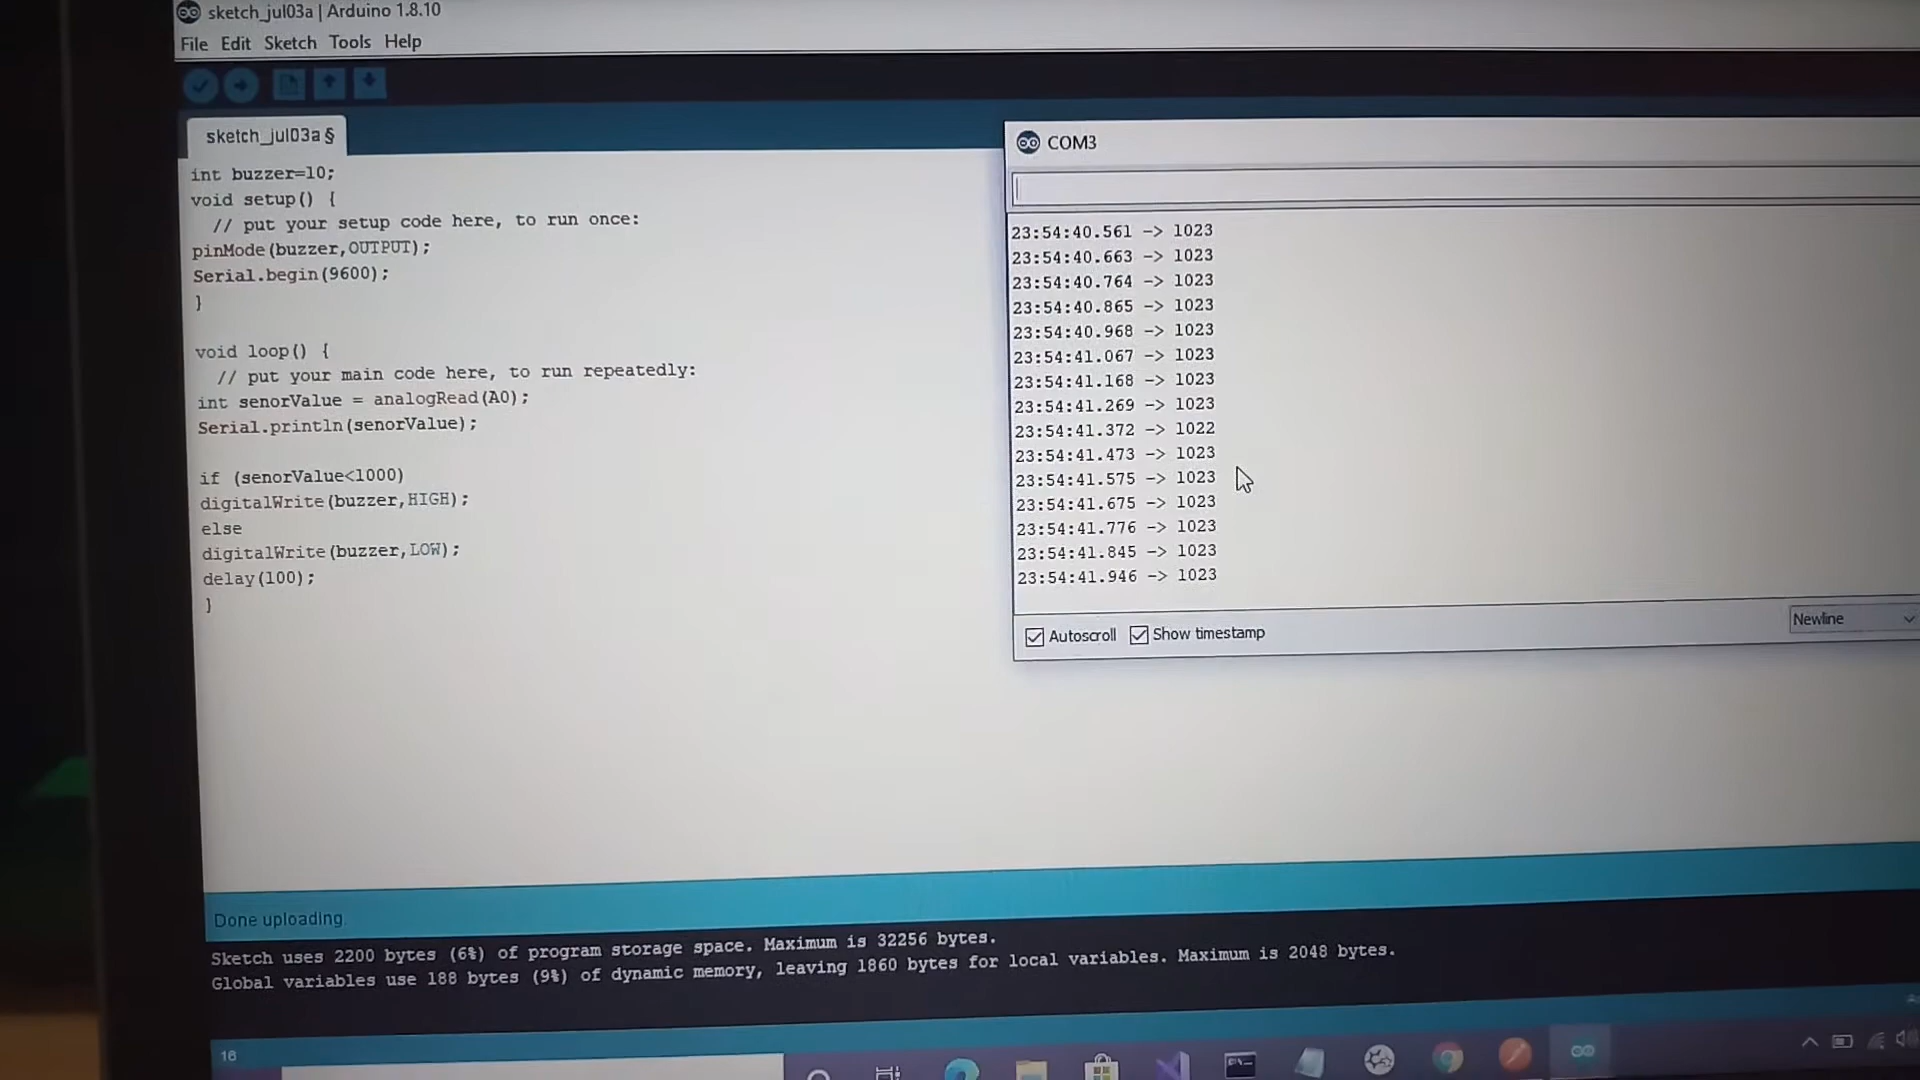 sketch_jul03a | Arduino 1.8.10
File Edit Sketch Tools Help
sketch_jul03a §
int buzzer=10;
void setup() {
// put your setup code here, to run once:
pinMode(buzzer,OUTPUT);
Serial.begin(9600);
}
void loop() {
// put your main code here, to run repeatedly:
int senorValue = analogRead(A0);
Serial.println(senorValue);
if (senorValue<1000)
digitalWrite(buzzer,HIGH);
else
digitalWrite(buzzer,LOW);
delay(100);
}
COM3
23:54:40.561 -> 1023
23:54:40.663 -> 1023
23:54:40.764 -> 1023
23:54:40.865 -> 1023
23:54:40.968 -> 1023
23:54:41.067 -> 1023
23:54:41.168 -> 1023
23:54:41.269 -> 1023
23:54:41.372 -> 1022
23:54:41.473 -> 1023
23:54:41.575 -> 1023
23:54:41.675 -> 1023
23:54:41.776 -> 1023
23:54:41.845 -> 1023
23:54:41.946 -> 1023
Autoscroll Show timestamp
Newline
Done uploading.
Sketch uses 2200 bytes (6%) of program storage space. Maximum is 32256 bytes.
Global variables use 188 bytes (9%) of dynamic memory, leaving 1860 bytes for local variables. Maximum is 2048 bytes.
16